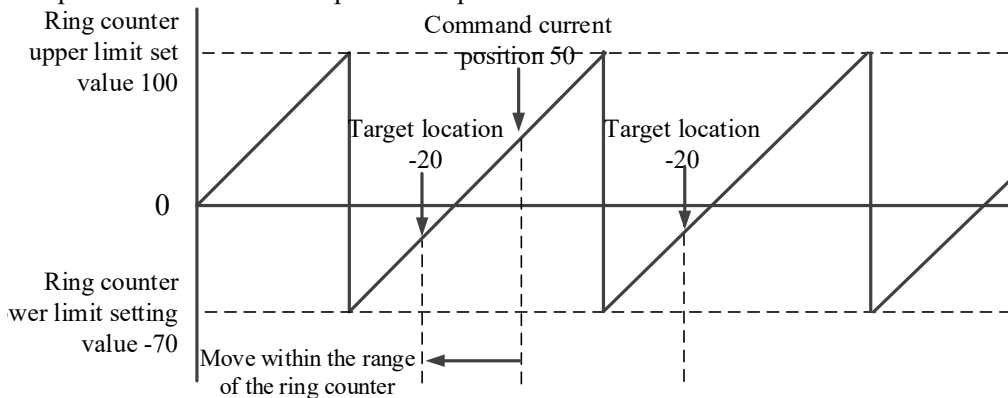 Ring counter
upper limit set
value 100
Command current
position 50
Target location
-20
Target location
-20
0
Ring counter
wer limit setting
value -70
Move within the range
of the ring counter